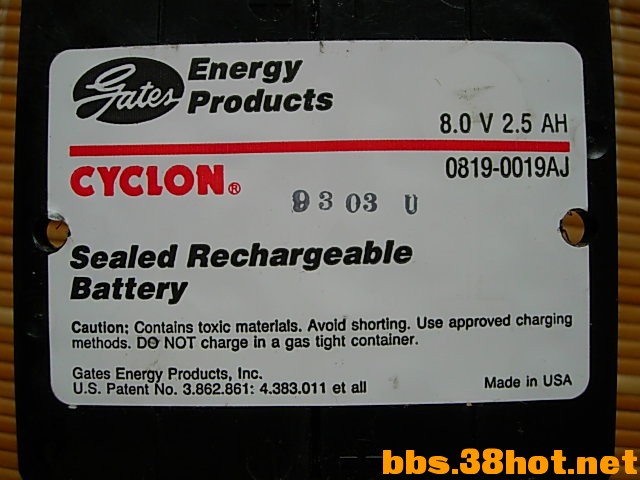 Gates
Energy
Products
8.0 V 2.5 AH
CYCLON®
0819-0019AJ
9303 U
Sealed Rechargeable
Battery
Caution: Contains toxic materials. Avoid shorting. Use approved charging
methods. DO NOT charge in a gas tight container.
Gates Energy Products, Inc.
U.S. Patent No. 3.862.861: 4.383.011 et all
Made in USA
bbs.38hot.net